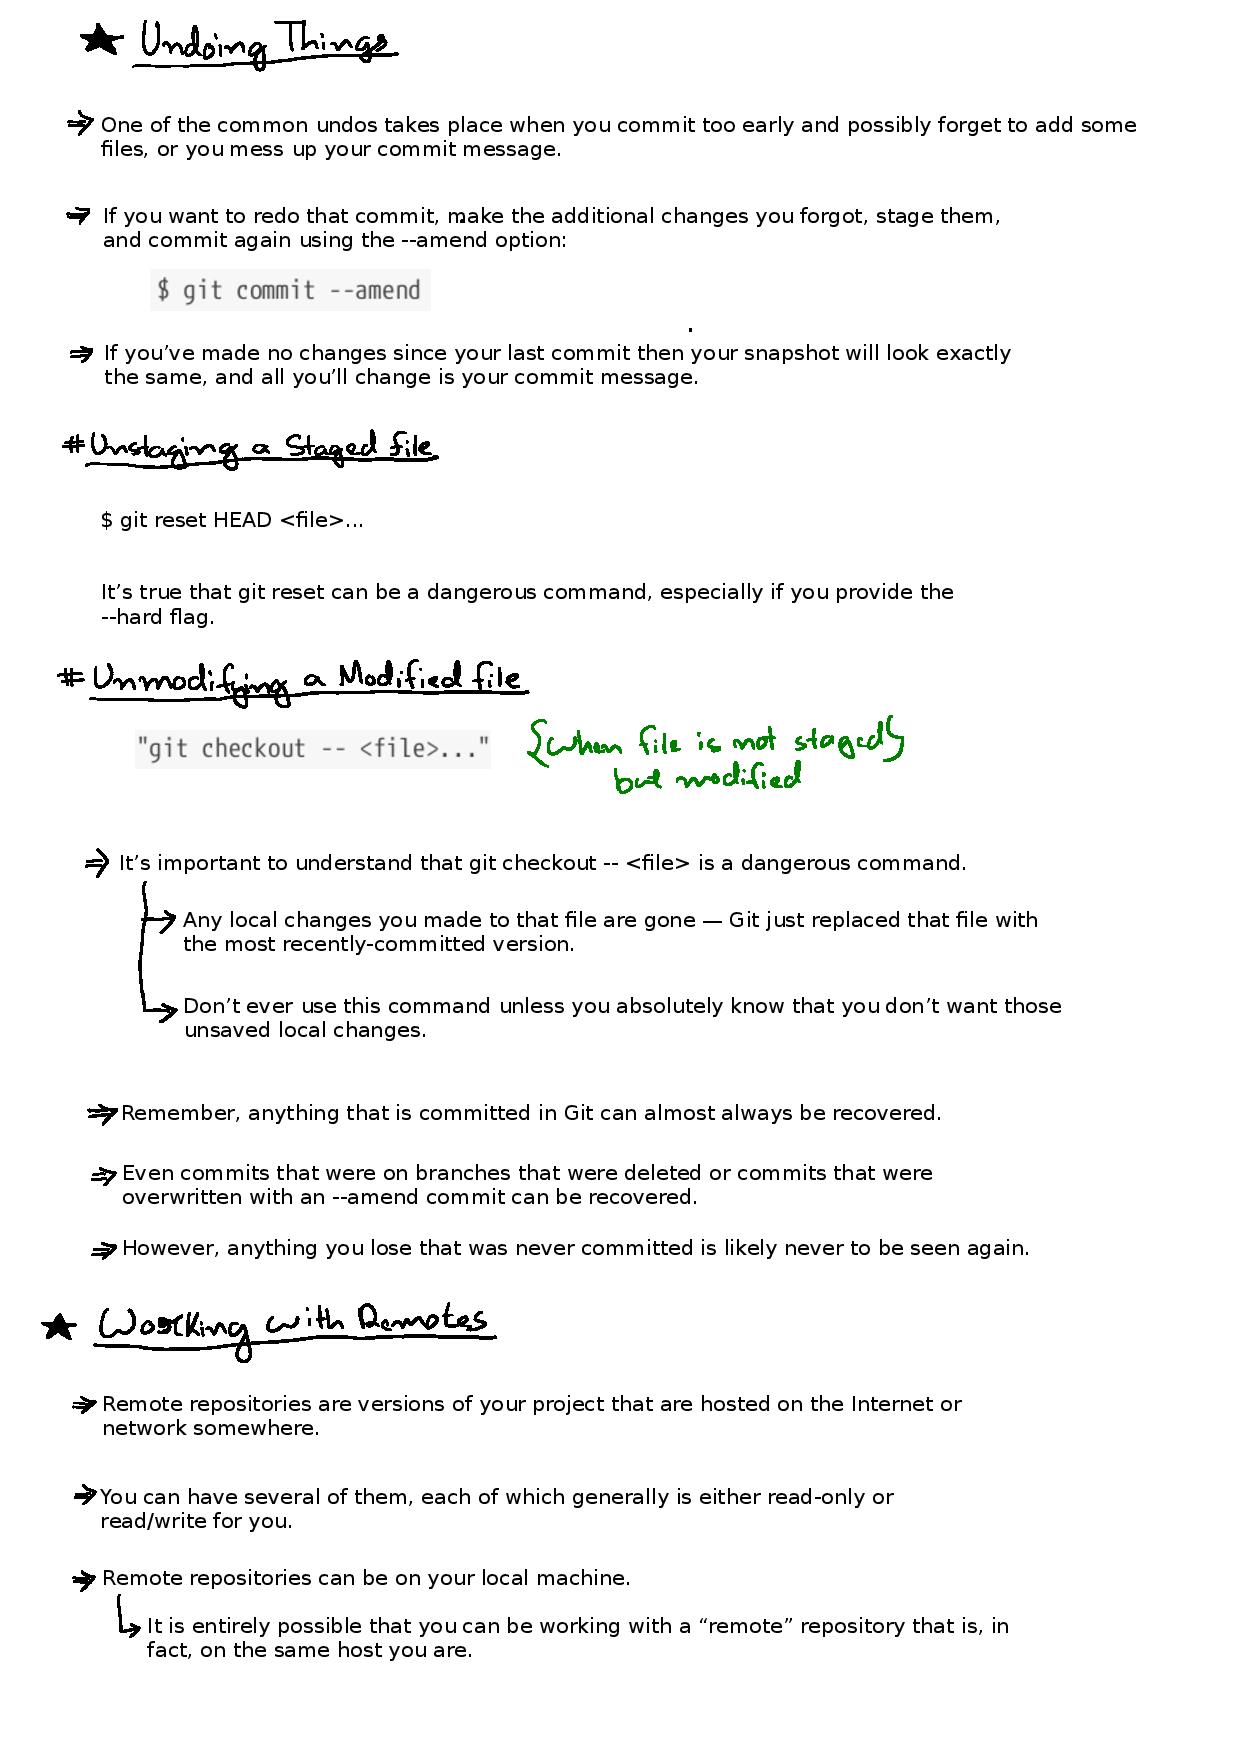 ★ Undoing Things
⇒ One of the common undos takes place when you commit too early and possibly forget to add some
files, or you mess up your commit message.
⇒ If you want to redo that commit, make the additional changes you forgot, stage them,
and commit again using the --amend option:
$ git commit --amend
⇒ If you’ve made no changes since your last commit then your snapshot will look exactly
the same, and all you’ll change is your commit message.
# Unstaging a Staged file
$ git reset HEAD <file>...
It’s true that git reset can be a dangerous command, especially if you provide the
--hard flag.
# Unmodifying a Modified file
"git checkout -- <file>..." {when file is not staged}
but modified
⇒ It’s important to understand that git checkout -- <file> is a dangerous command.
→ Any local changes you made to that file are gone — Git just replaced that file with
the most recently-committed version.
→ Don’t ever use this command unless you absolutely know that you don’t want those
unsaved local changes.
⇒ Remember, anything that is committed in Git can almost always be recovered.
⇒ Even commits that were on branches that were deleted or commits that were
overwritten with an --amend commit can be recovered.
⇒ However, anything you lose that was never committed is likely never to be seen again.
★ Working with Remotes
⇒ Remote repositories are versions of your project that are hosted on the Internet or
network somewhere.
⇒ You can have several of them, each of which generally is either read-only or
read/write for you.
⇒ Remote repositories can be on your local machine.
→ It is entirely possible that you can be working with a “remote” repository that is, in
fact, on the same host you are.